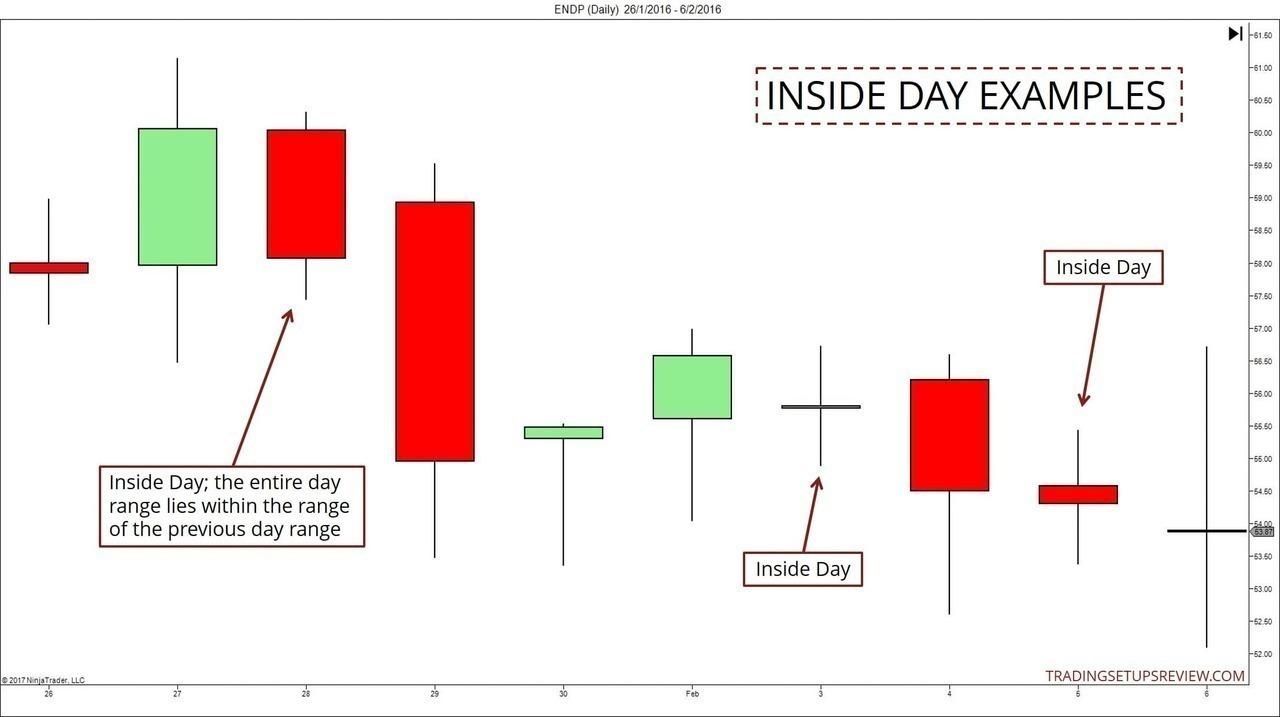 ENDP (Daily) 26/1/2016 - 6/2/2016
INSIDE DAY EXAMPLES
61.50
61.00
60.50
60.00
59.50
59.00
58.50
58.00
57.50
57.00
56.50
56.00
55.50
55.00
54.50
54.00
53.87
53.50
53.00
52.50
52.00
Inside Day
Inside Day; the entire day
range lies within the range
of the previous day range
Inside Day
TRADINGSETUPSREVIEW.COM
© 2017 NinjaTrader, LLC
26 27 28 29 30 Feb 3 4 5 6